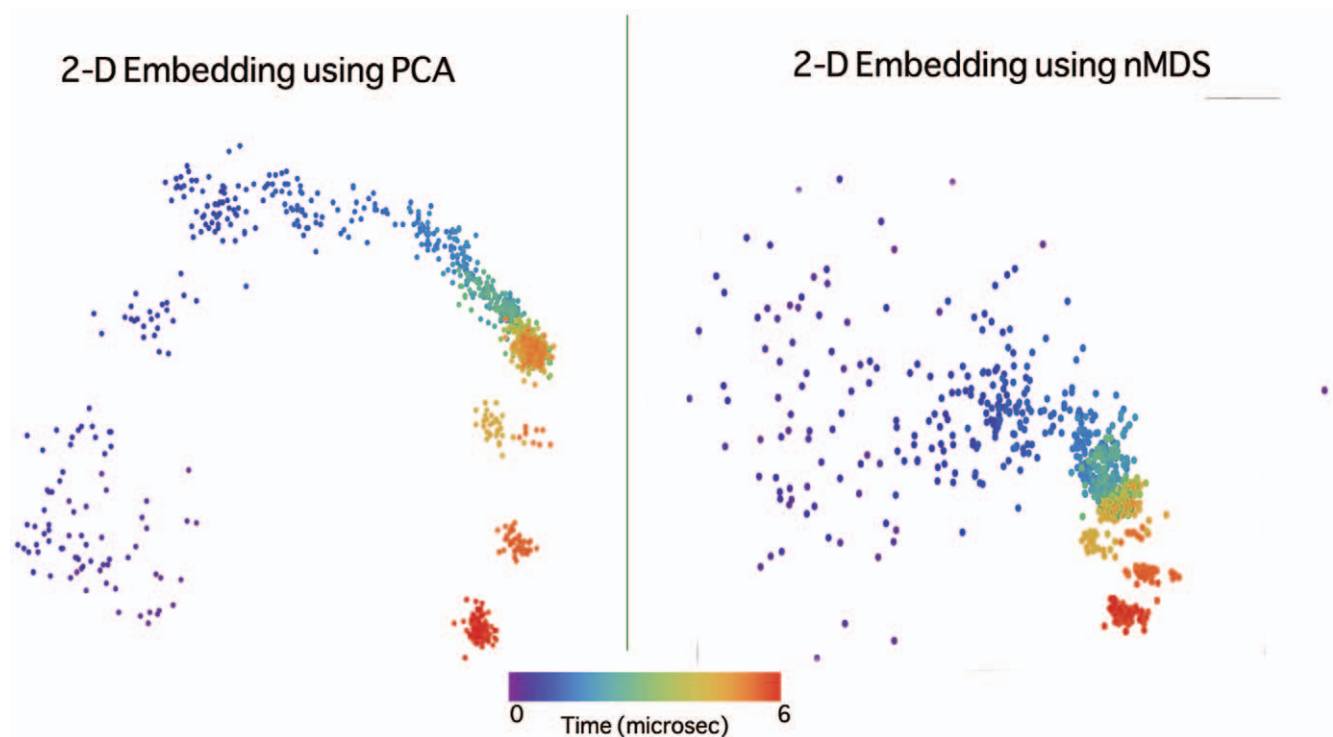 2-D Embedding using PCA
2-D Embedding using nMDS
0
6
Time (microsec)